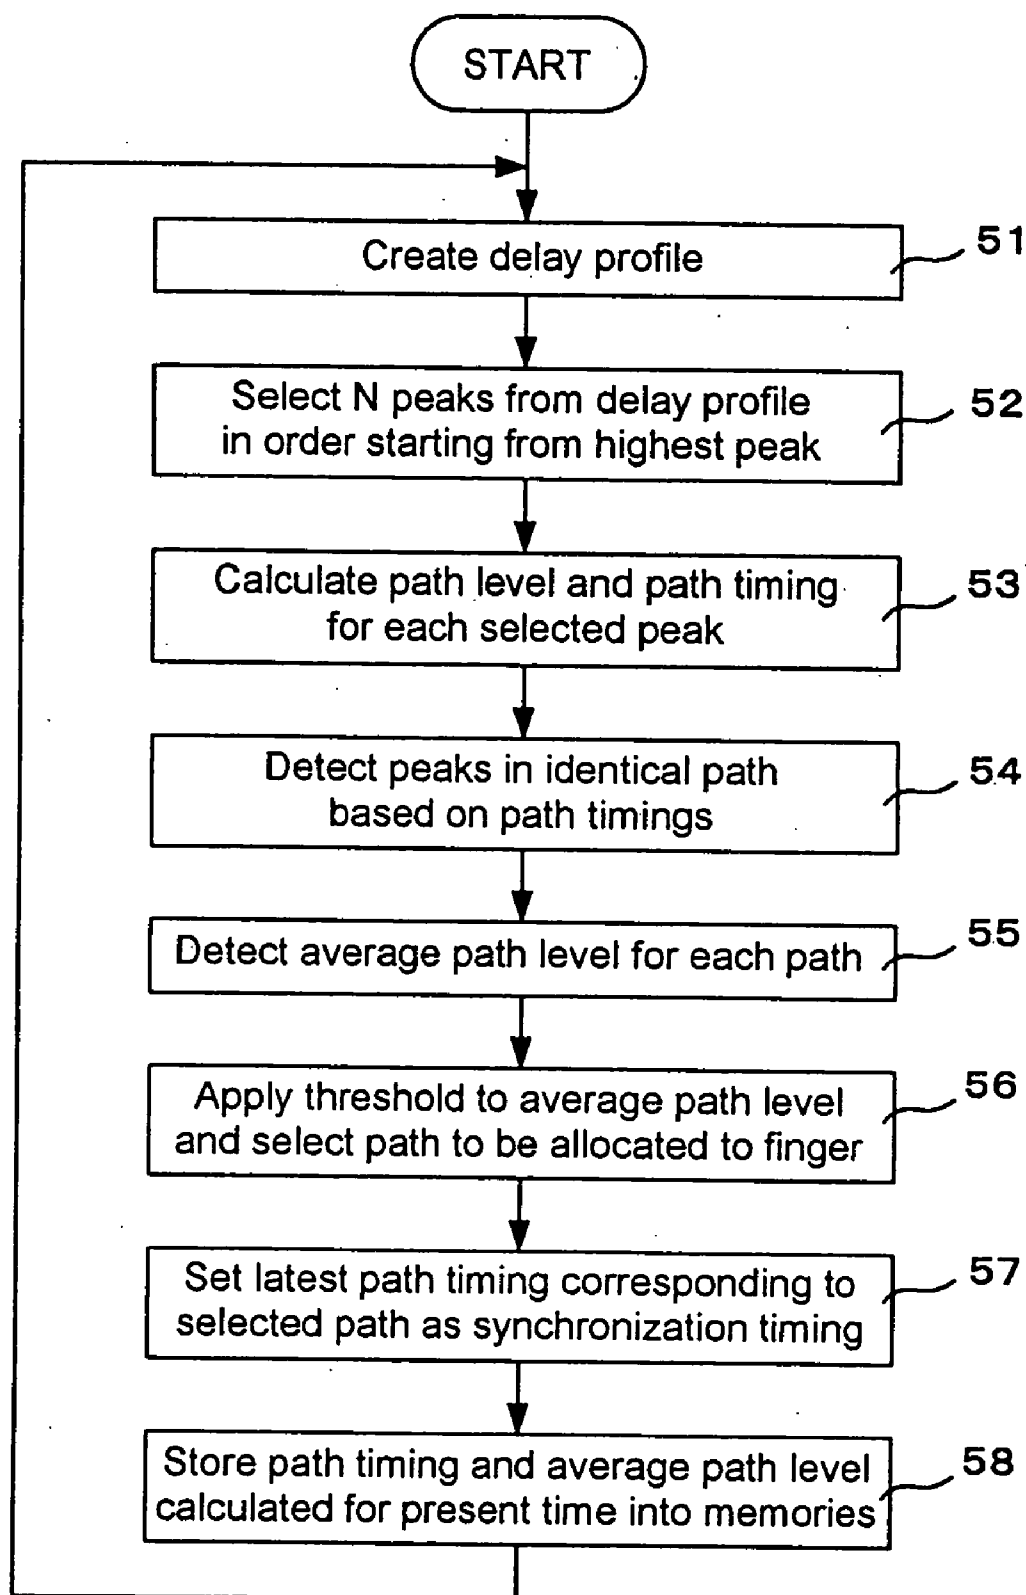 START
Create delay profile
51
Select N peaks from delay profile
in order starting from highest peak
52
Calculate path level and path timing
for each selected peak
53
Detect peaks in identical path
based on path timings
54
Detect average path level for each path
55
Apply threshold to average path level
and select path to be allocated to finger
56
Set latest path timing corresponding to
selected path as synchronization timing
57
Store path timing and average path level
calculated for present time into memories
58